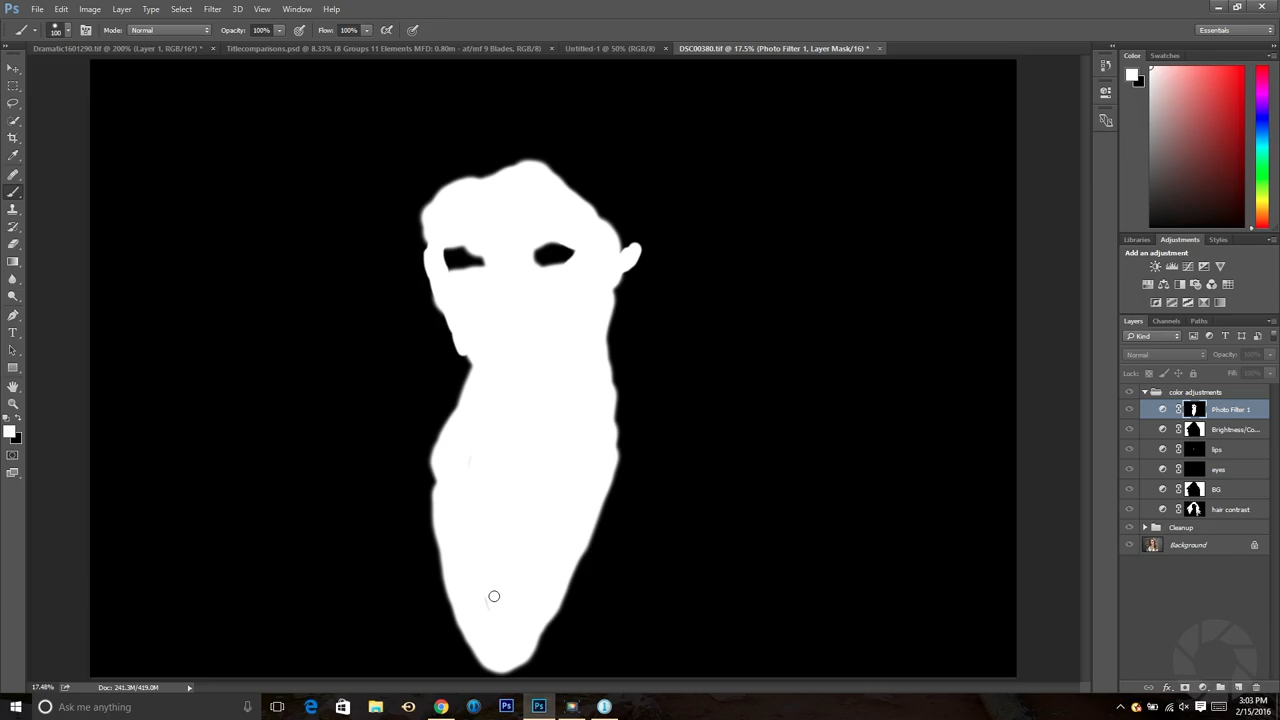 Ps File Edit Image Layer Type Select Filter 3D View Window Help
100 Mode: Normal Opacity: 100% Flow: 100% Essentials
Dramatic1601290.tif @ 200% (Layer 1, RGB/16*) * Titlecomparisons.psd @ 8.33% (8 Groups 11 Elements MFD: 0.80m - af/mf 9 Blades, RGB/8) Untitled-1 @ 50% (RGB/8) DSC00380.tif @ 17.5% (Photo Filter 1, Layer Mask/16) *
Color Swatches
Libraries Adjustments Styles
Add an adjustment
Layers Channels Paths
Kind
Normal Opacity: 100%
Lock: Fill: 100%
color adjustments
Photo Filter 1
Brightness/Co...
lips
eyes
BG
hair contrast
Cleanup
Background
17.48% Doc: 241.3M/419.0M
Ask me anything
3:03 PM
2/15/2016